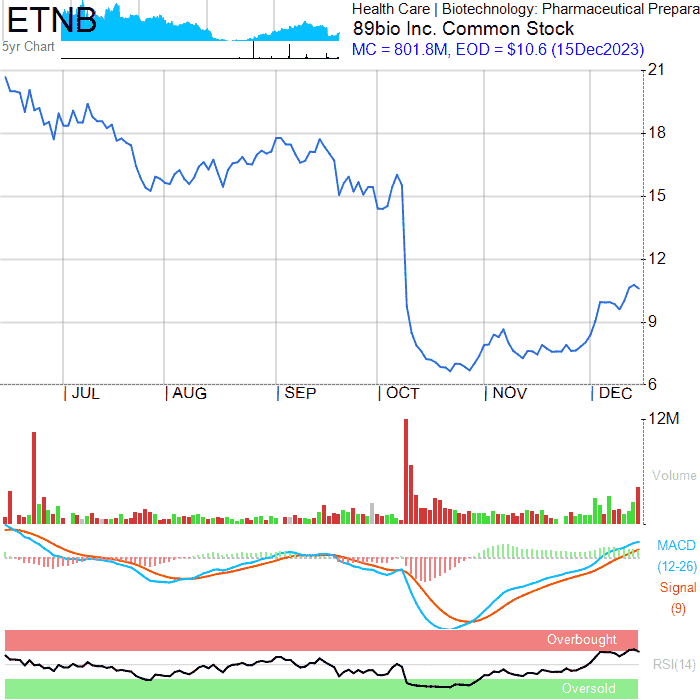 ETNB
5yr Chart
Health Care | Biotechnology: Pharmaceutical Prepara
89bio Inc. Common Stock
MC = 801.8M, EOD = $10.6 (15Dec2023)
21
18
15
12
9
6
| JUL
| AUG
| SEP
| OCT
| NOV
| DEC
12M
Volume
MACD
(12-26)
Signal
(9)
Overbought
RSI(14)
Oversold